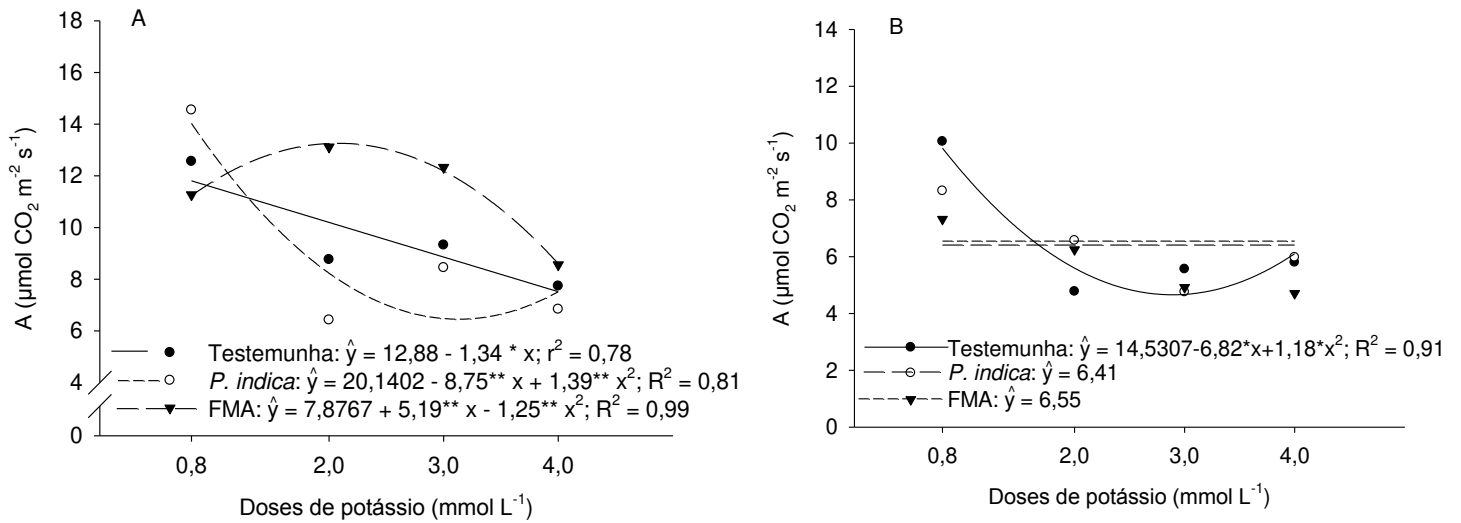 A
18
16
14
12
10
8
6
4
0
A (µmol CO₂ m⁻² s⁻¹)
Testemunha: ŷ = 12,88 - 1,34 * x; r² = 0,78
P. indica: ŷ = 20,1402 - 8,75** x + 1,39** x²; R² = 0,81
FMA: ŷ = 7,8767 + 5,19** x - 1,25** x²; R² = 0,99
0,8 2,0 3,0 4,0
Doses de potássio (mmol L⁻¹)
B
14
12
10
8
6
4
2
0
A (µmol CO₂ m⁻² s⁻¹)
Testemunha: ŷ = 14,5307-6,82*x+1,18*x²; R² = 0,91
P. indica: ŷ = 6,41
FMA: ŷ = 6,55
0,8 2,0 3,0 4,0
Doses de potássio (mmol L⁻¹)